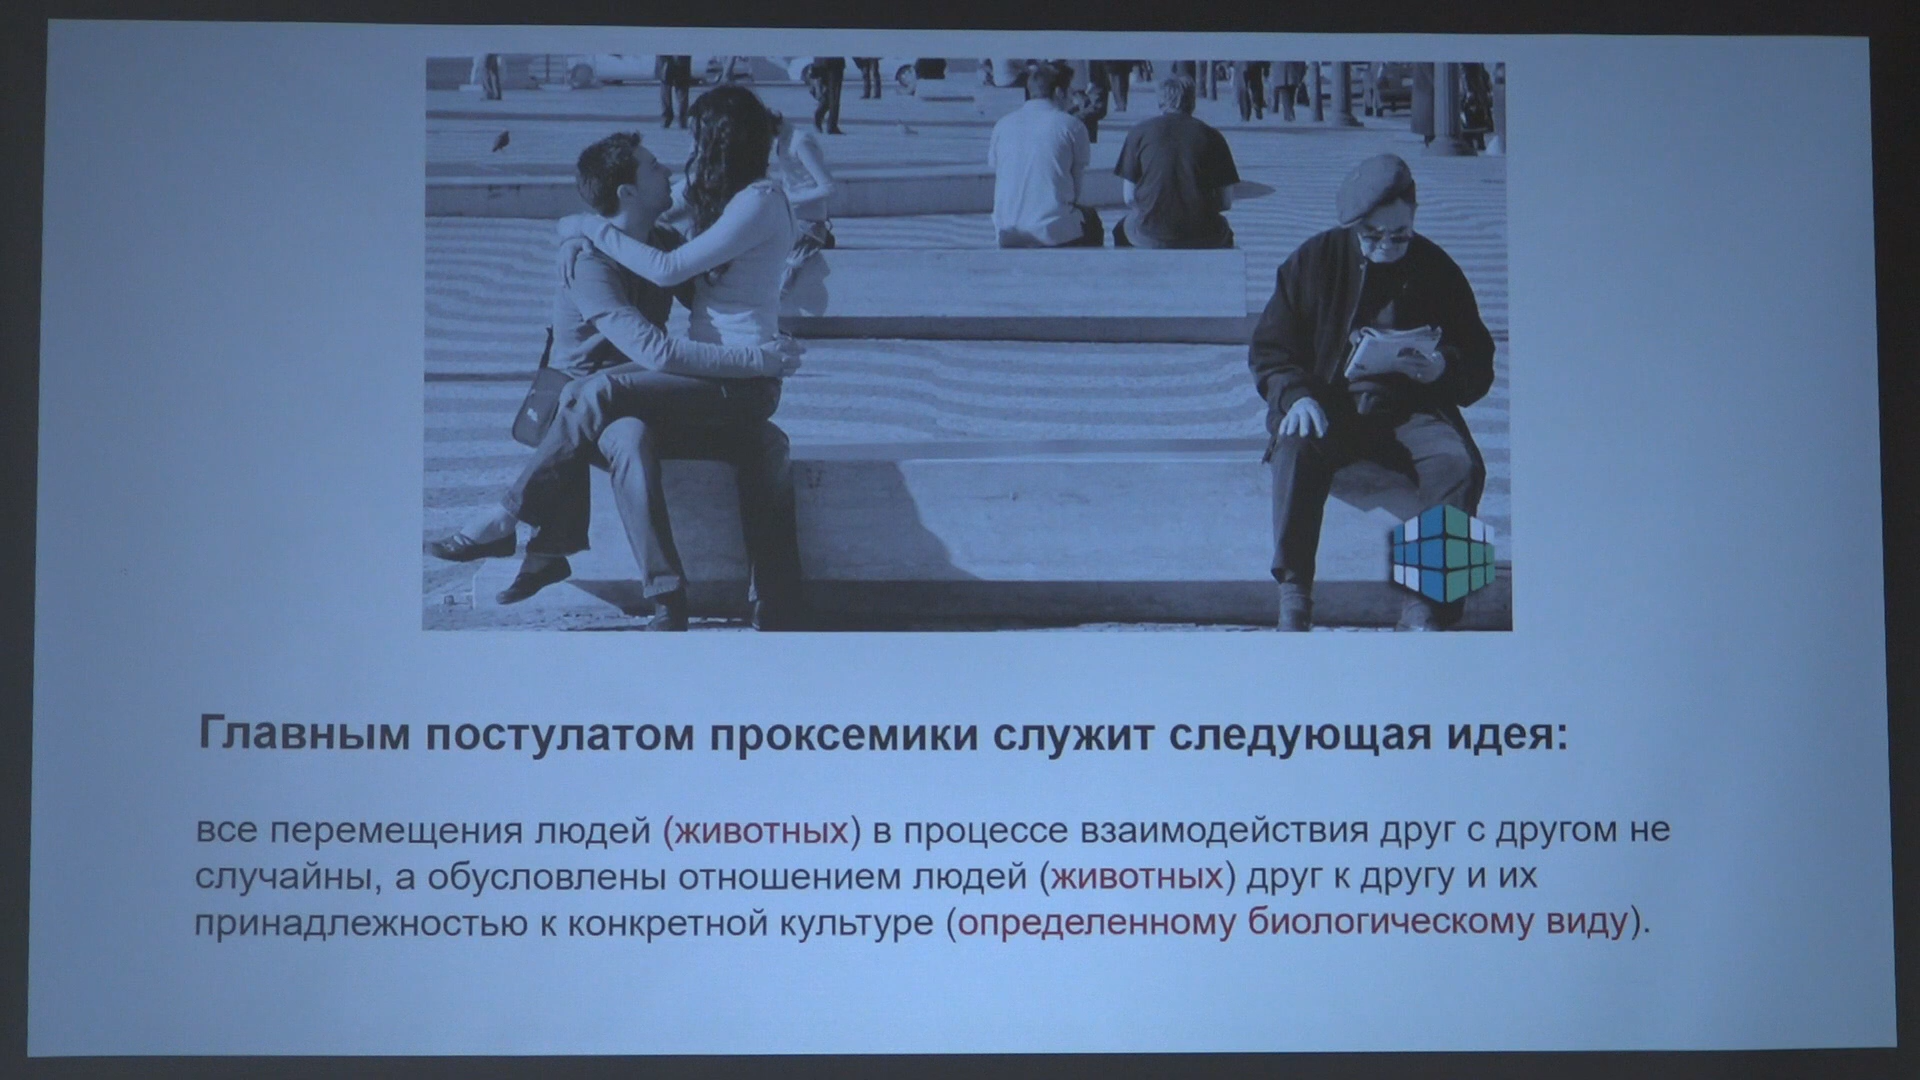 Главным постулатом проксемики служит следующая идея:
все перемещения людей (животных) в процессе взаимодействия друг с другом не
случайны, а обусловлены отношением людей (животных) друг к другу и их
принадлежностью к конкретной культуре (определенному биологическому виду).